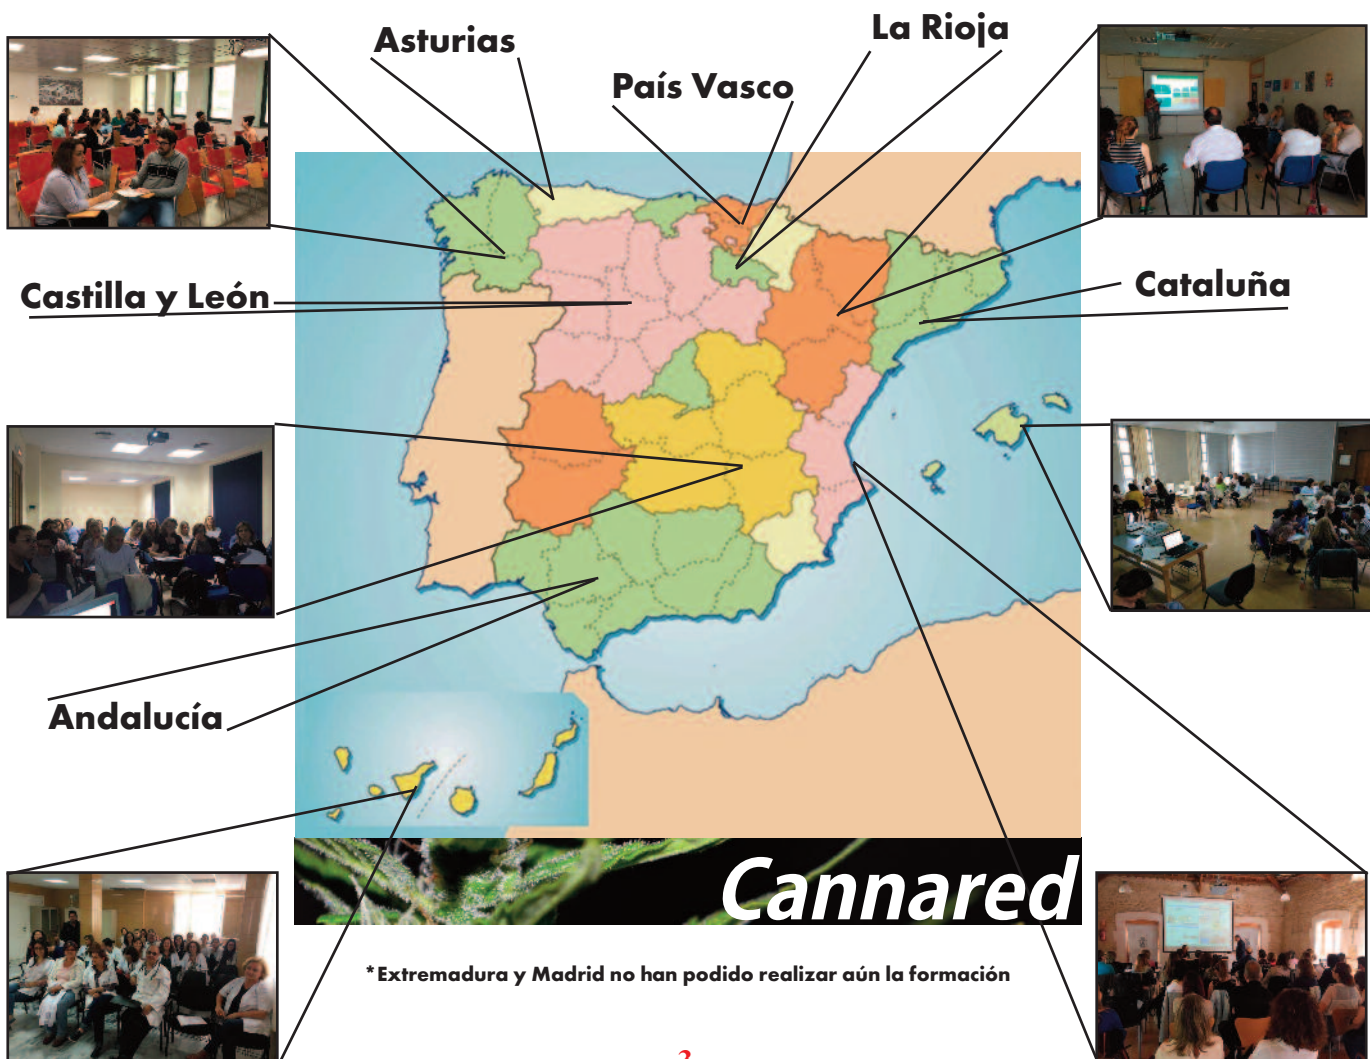 Asturias
La Rioja
País Vasco
Castilla y León
Cataluña
Andalucía
Cannared
*Extremadura y Madrid no han podido realizar aún la formación